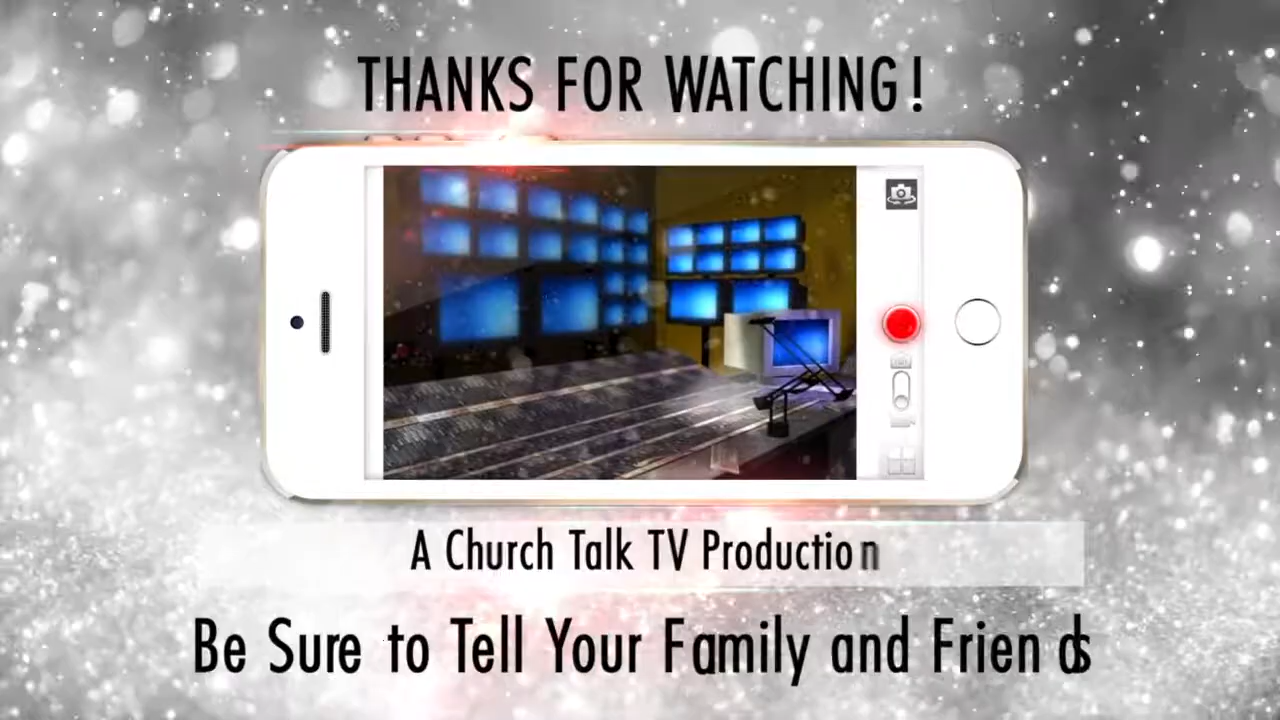 THANKS FOR WATCHING!
A Church Talk TV Production
Be Sure to Tell Your Family and Friends